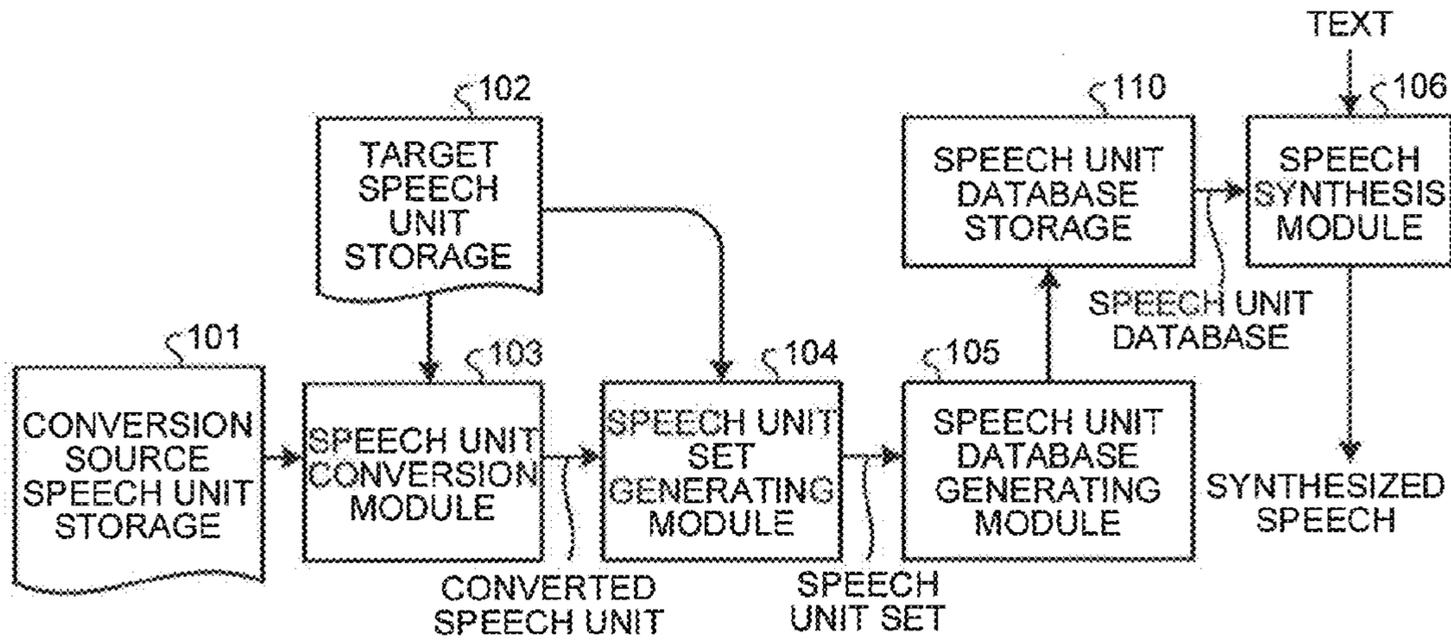 TEXT
102
110
106
TARGET
SPEECH
UNIT
STORAGE
SPEECH UNIT
DATABASE
STORAGE
SPEECH
SYNTHESIS
MODULE
SPEECH UNIT
DATABASE
101
103
104
105
CONVERSION
SOURCE
SPEECH UNIT
STORAGE
SPEECH UNIT
CONVERSION
MODULE
SPEECH UNIT
SET
GENERATING
MODULE
SPEECH UNIT
DATABASE
GENERATING
MODULE
SYNTHESIZED
SPEECH
CONVERTED
SPEECH UNIT
SPEECH
UNIT SET